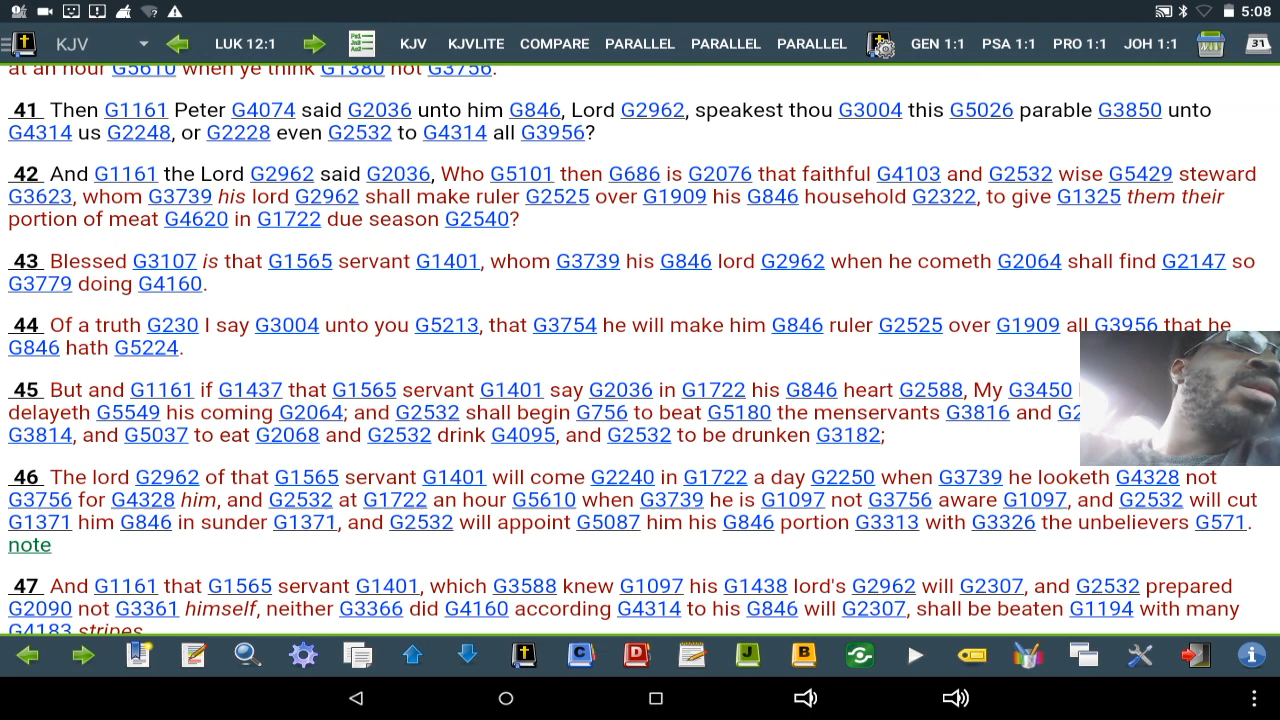 5:08
KJV LUK 12:1 KJV KJVLITE COMPARE PARALLEL PARALLEL PARALLEL GEN 1:1 PSA 1:1 PRO 1:1 JOH 1:1 31
at an hour G5610 when ye think G1380 not G3756.
41 Then G1161 Peter G4074 said G2036 unto him G846, Lord G2962, speakest thou G3004 this G5026 parable G3850 unto
G4314 us G2248, or G2228 even G2532 to G4314 all G3956?
42 And G1161 the Lord G2962 said G2036, Who G5101 then G686 is G2076 that faithful G4103 and G2532 wise G5429 steward
G3623, whom G3739 his lord G2962 shall make ruler G2525 over G1909 his G846 household G2322, to give G1325 them their
portion of meat G4620 in G1722 due season G2540?
43 Blessed G3107 is that G1565 servant G1401, whom G3739 his G846 lord G2962 when he cometh G2064 shall find G2147 so
G3779 doing G4160.
44 Of a truth G230 I say G3004 unto you G5213, that G3754 he will make him G846 ruler G2525 over G1909 all G3956 that he
G846 hath G5224.
45 But and G1161 if G1437 that G1565 servant G1401 say G2036 in G1722 his G846 heart G2588, My G3450
delayeth G5549 his coming G2064; and G2532 shall begin G756 to beat G5180 the menservants G3816 and
G3814, and G5037 to eat G2068 and G2532 drink G4095, and G2532 to be drunken G3182;
46 The lord G2962 of that G1565 servant G1401 will come G2240 in G1722 a day G2250 when G3739 he looketh G4328 not
G3756 for G4328 him, and G2532 at G1722 an hour G5610 when G3739 he is G1097 not G3756 aware G1097, and G2532 will cut
G1371 him G846 in sunder G1371, and G2532 will appoint G5087 him his G846 portion G3313 with G3326 the unbelievers G571.
note
47 And G1161 that G1565 servant G1401, which G3588 knew G1097 his G1438 lord's G2962 will G2307, and G2532 prepared
G2090 not G3361 himself, neither G3366 did G4160 according G4314 to his G846 will G2307, shall be beaten G1194 with many
G4183 stripes
C D J B